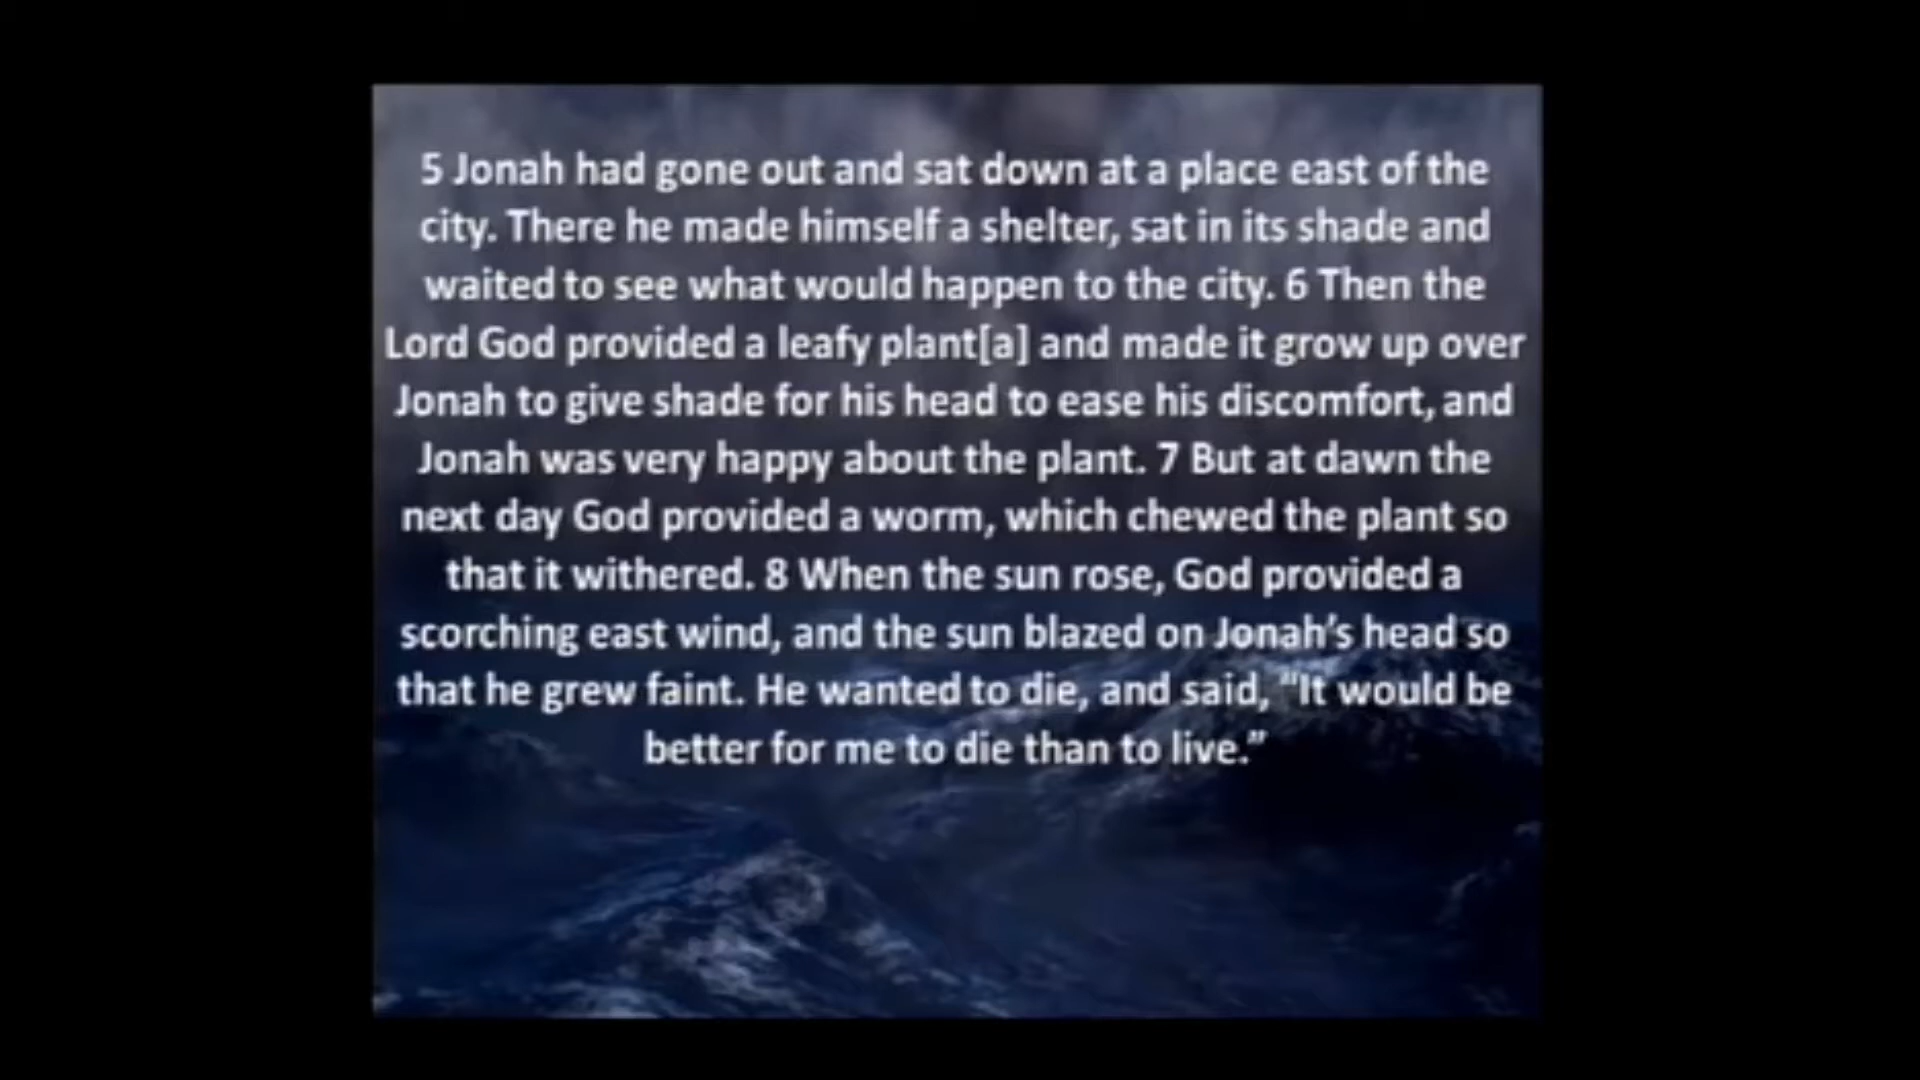 5 Jonah had gone out and sat down at a place east of the
city. There he made himself a shelter, sat in its shade and
waited to see what would happen to the city. 6 Then the
Lord God provided a leafy plant[a] and made it grow up over
Jonah to give shade for his head to ease his discomfort, and
Jonah was very happy about the plant. 7 But at dawn the
next day God provided a worm, which chewed the plant so
that it withered. 8 When the sun rose, God provided a
scorching east wind, and the sun blazed on Jonah’s head so
that he grew faint. He wanted to die, and said, “It would be
better for me to die than to live.”